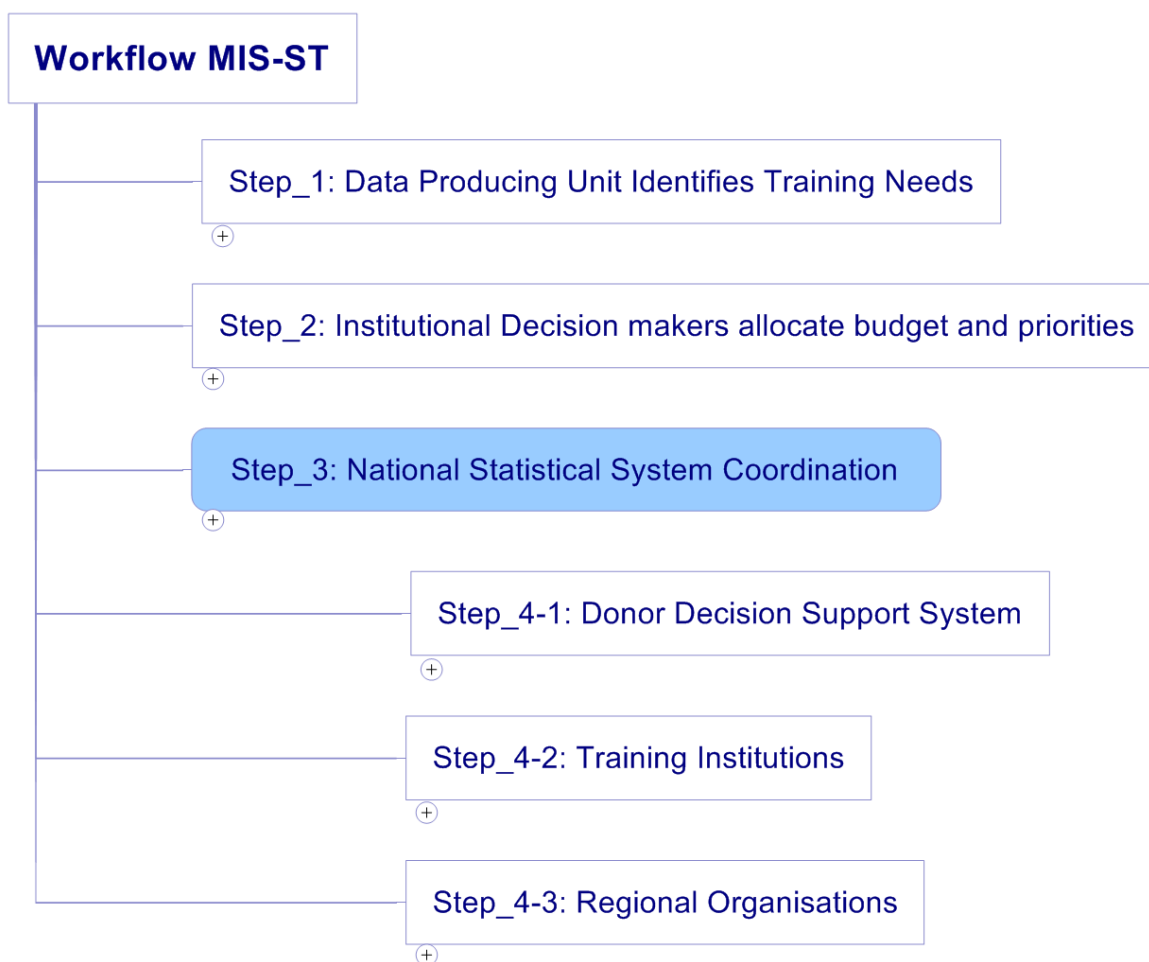 Workflow MIS-ST
Step_1: Data Producing Unit Identifies Training Needs
Step_2: Institutional Decision makers allocate budget and priorities
Step_3: National Statistical System Coordination
Step_4-1: Donor Decision Support System
Step_4-2: Training Institutions
Step_4-3: Regional Organisations